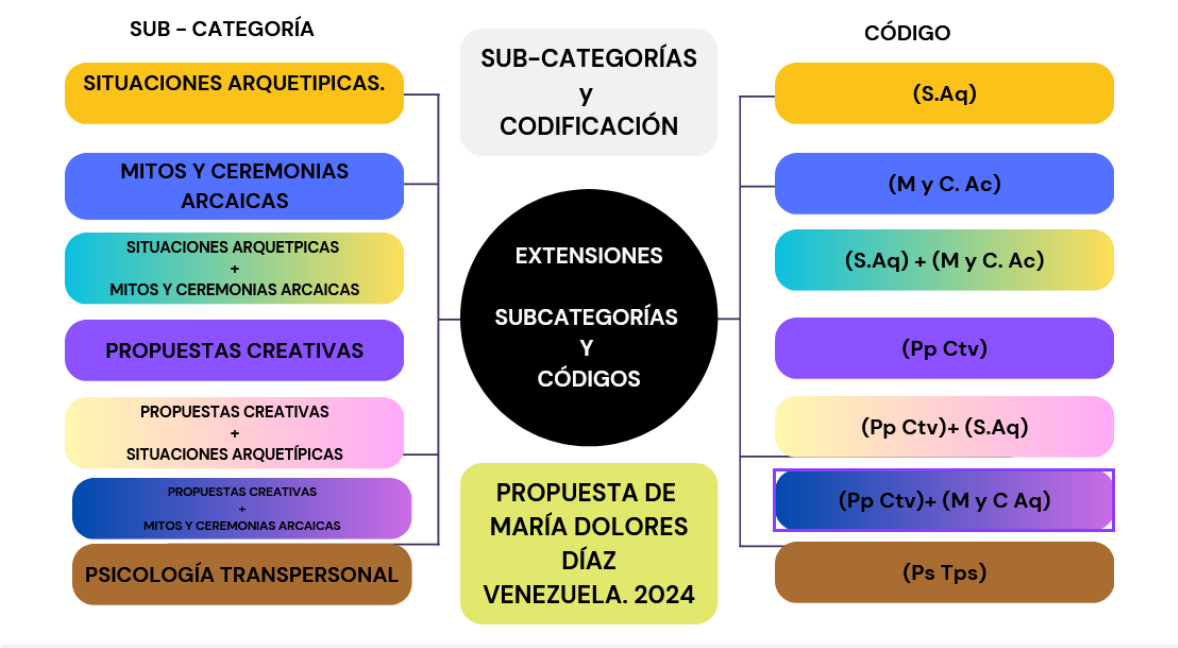 SUB - CATEGORÍA
SITUACIONES ARQUETIPICAS.
MITOS Y CEREMONIAS
ARCAICAS
SITUACIONES ARQUETPICAS
+
MITOS Y CEREMONIAS ARCAICAS
PROPUESTAS CREATIVAS
PROPUESTAS CREATIVAS
+
SITUACIONES ARQUETÍPICAS
PROPUESTAS CREATIVAS
+
MITOS Y CEREMONIAS ARCAICAS
PSICOLOGÍA TRANSPERSONAL
SUB-CATEGORÍAS
y
CODIFICACIÓN
EXTENSIONES
SUBCATEGORÍAS
Y
CÓDIGOS
PROPUESTA DE
MARÍA DOLORES
DÍAZ
VENEZUELA. 2024
CÓDIGO
(S.Aq)
(M y C. Ac)
(S.Aq) + (M y C. Ac)
(Pp Ctv)
(Pp Ctv)+ (S.Aq)
(Pp Ctv)+ (M y C Aq)
(Ps Tps)